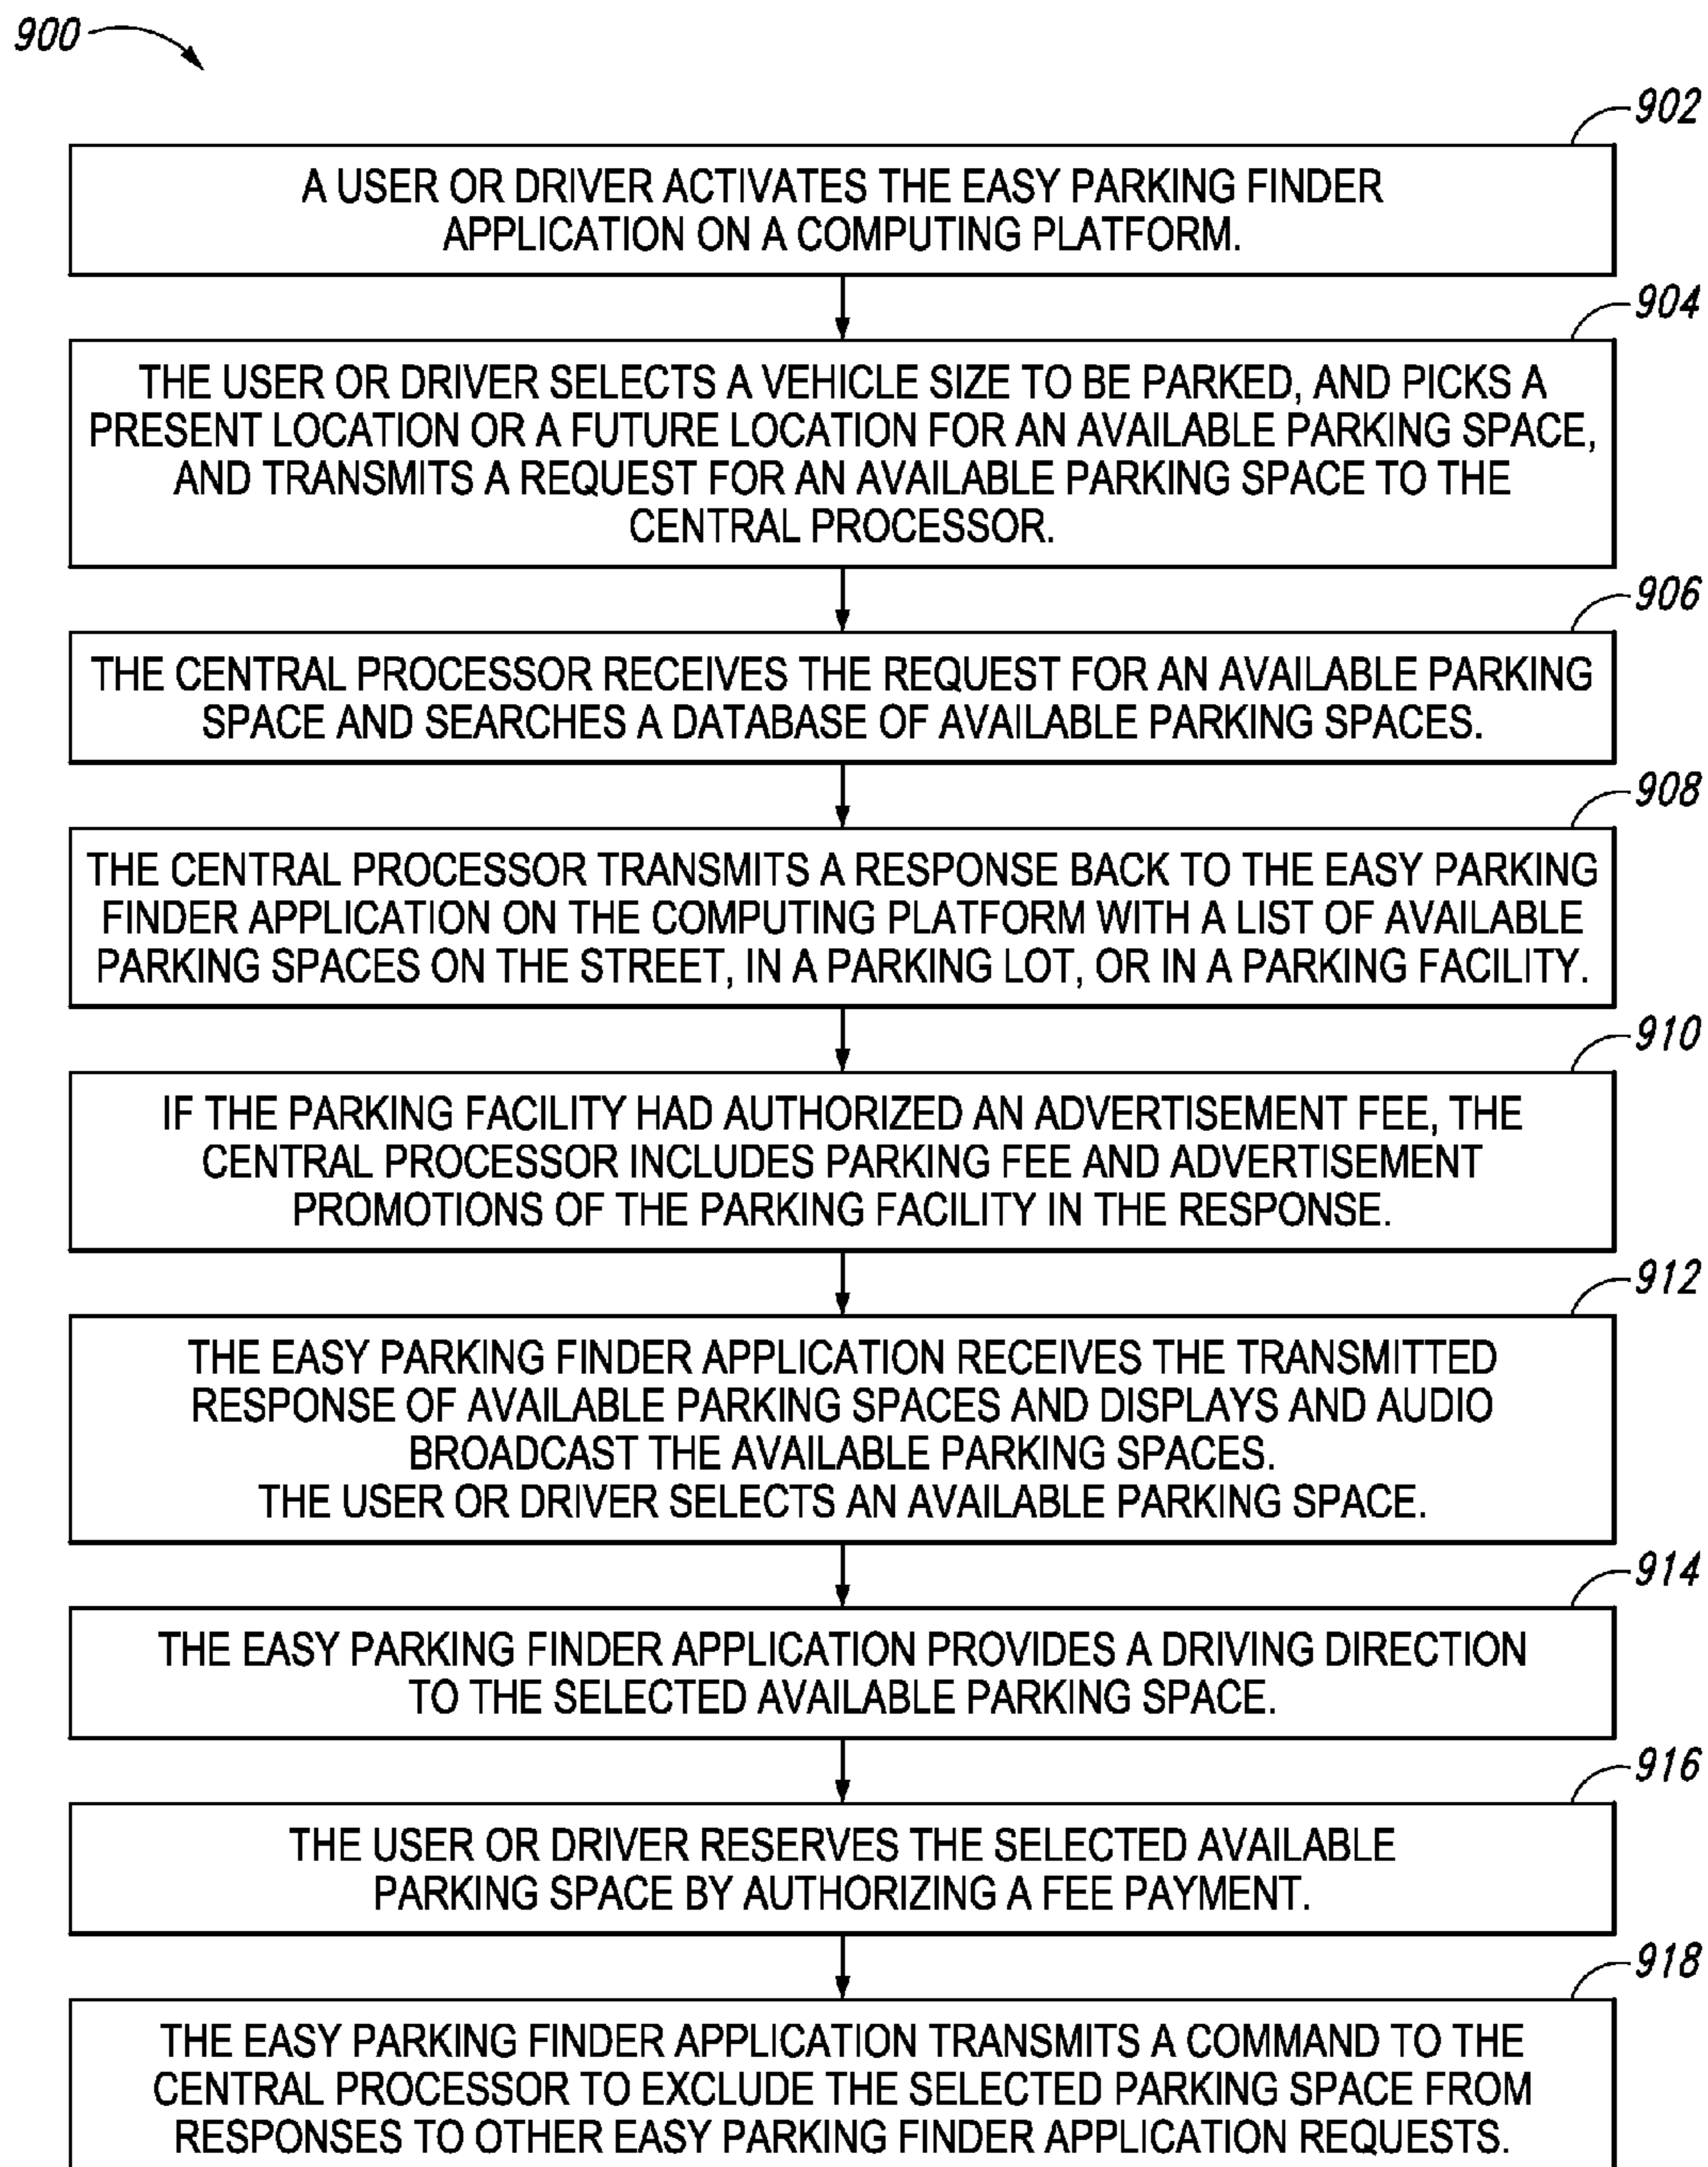 900
902
A USER OR DRIVER ACTIVATES THE EASY PARKING FINDER
APPLICATION ON A COMPUTING PLATFORM.
904
THE USER OR DRIVER SELECTS A VEHICLE SIZE TO BE PARKED, AND PICKS A
PRESENT LOCATION OR A FUTURE LOCATION FOR AN AVAILABLE PARKING SPACE,
AND TRANSMITS A REQUEST FOR AN AVAILABLE PARKING SPACE TO THE
CENTRAL PROCESSOR.
906
THE CENTRAL PROCESSOR RECEIVES THE REQUEST FOR AN AVAILABLE PARKING
SPACE AND SEARCHES A DATABASE OF AVAILABLE PARKING SPACES.
908
THE CENTRAL PROCESSOR TRANSMITS A RESPONSE BACK TO THE EASY PARKING
FINDER APPLICATION ON THE COMPUTING PLATFORM WITH A LIST OF AVAILABLE
PARKING SPACES ON THE STREET, IN A PARKING LOT, OR IN A PARKING FACILITY.
910
IF THE PARKING FACILITY HAD AUTHORIZED AN ADVERTISEMENT FEE, THE
CENTRAL PROCESSOR INCLUDES PARKING FEE AND ADVERTISEMENT
PROMOTIONS OF THE PARKING FACILITY IN THE RESPONSE.
912
THE EASY PARKING FINDER APPLICATION RECEIVES THE TRANSMITTED
RESPONSE OF AVAILABLE PARKING SPACES AND DISPLAYS AND AUDIO
BROADCAST THE AVAILABLE PARKING SPACES.
THE USER OR DRIVER SELECTS AN AVAILABLE PARKING SPACE.
914
THE EASY PARKING FINDER APPLICATION PROVIDES A DRIVING DIRECTION
TO THE SELECTED AVAILABLE PARKING SPACE.
916
THE USER OR DRIVER RESERVES THE SELECTED AVAILABLE
PARKING SPACE BY AUTHORIZING A FEE PAYMENT.
918
THE EASY PARKING FINDER APPLICATION TRANSMITS A COMMAND TO THE
CENTRAL PROCESSOR TO EXCLUDE THE SELECTED PARKING SPACE FROM
RESPONSES TO OTHER EASY PARKING FINDER APPLICATION REQUESTS.